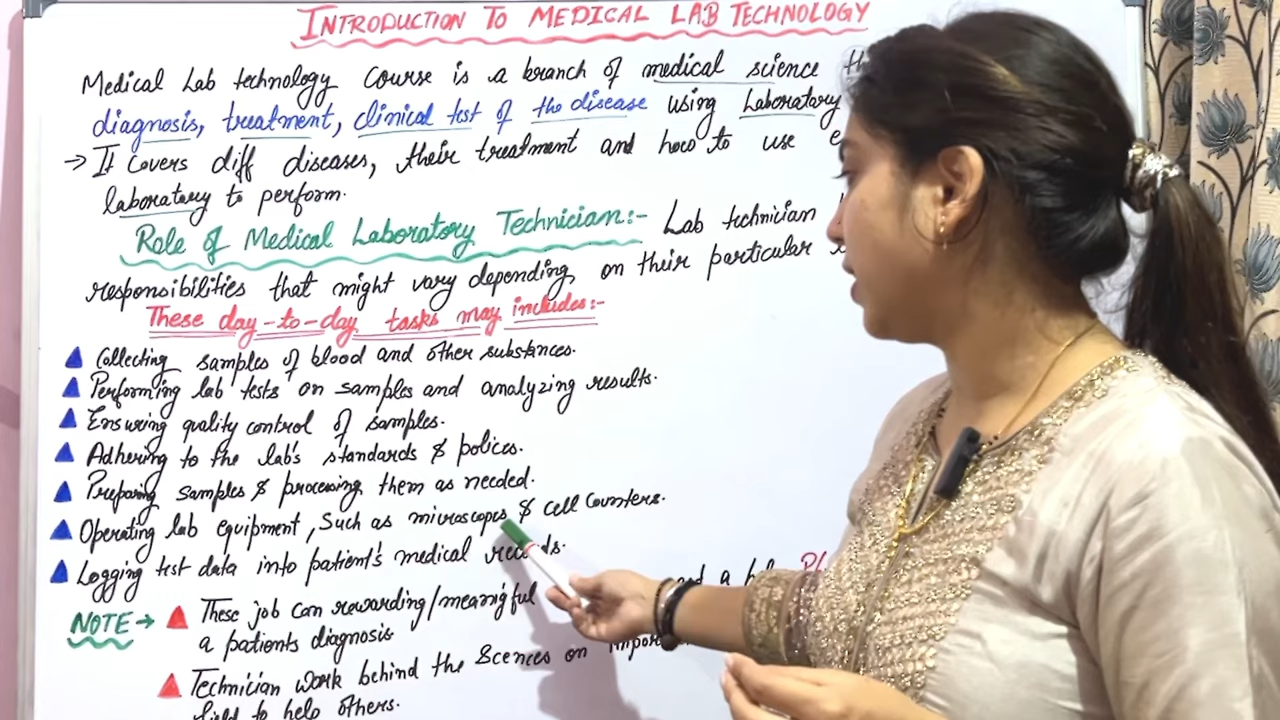 INTRODUCTION TO MEDICAL LAB TECHNOLOGY
Medical Lab technology Course is a branch of medical science
diagnosis, treatment, clinical test of the disease using Laboratory
→ It covers diff diseases, their treatment and how to use
laboratory to perform.
Role of Medical Laboratory Technician:- Lab technician
responsibilities that might vary depending on their particular
These day-to-day tasks may includes:-
Collecting samples of blood and other substances.
Performing lab tests on samples and analyzing results.
Ensuring quality control of samples.
Adhering to the lab's standards & polices.
Preparing samples & processing them as needed.
Operating lab equipment, Such as microscopes & cell counters.
Logging test data into patient's medical records.
NOTE → These job can rewarding/meanigful
a patients diagnosis
Technician work behind the Scences on
field to help others.